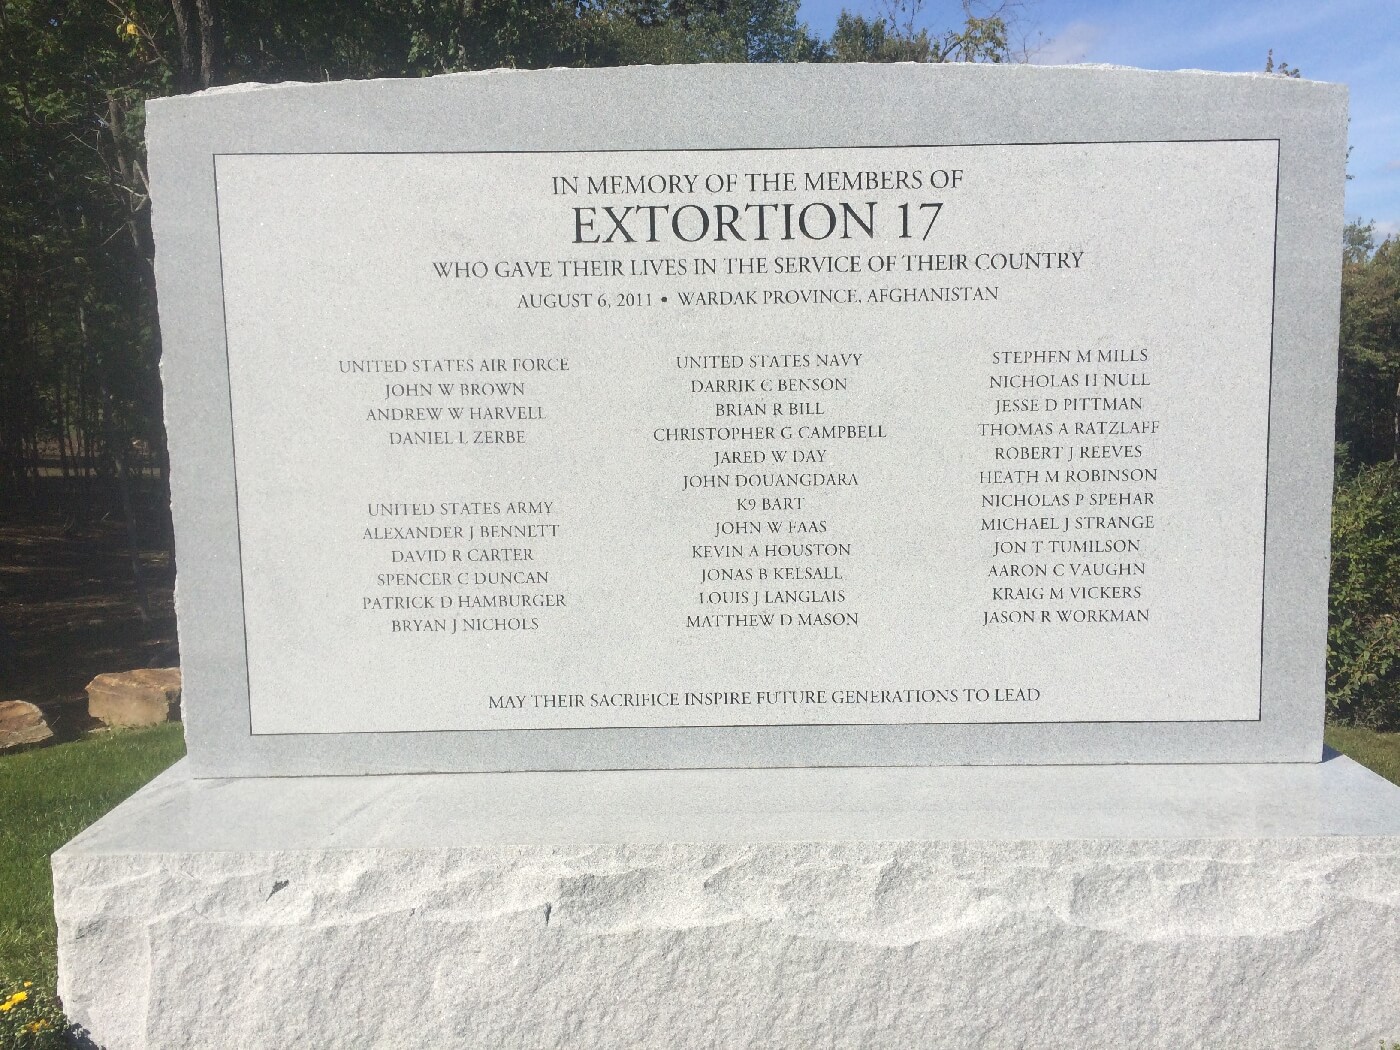 IN MEMORY OF THE MEMBERS OF
EXTORTION 17
WHO GAVE THEIR LIVES IN THE SERVICE OF THEIR COUNTRY
AUGUST 6, 2011 • WARDAK PROVINCE, AFGHANISTAN
UNITED STATES AIR FORCE
JOHN W BROWN
ANDREW W HARVELL
DANIEL L ZERBE
UNITED STATES ARMY
ALEXANDER J BENNETT
DAVID R CARTER
SPENCER C DUNCAN
PATRICK D HAMBURGER
BRYAN J NICHOLS
UNITED STATES NAVY
DARRIK C BENSON
BRIAN R BILL
CHRISTOPHER G CAMPBELL
JARED W DAY
JOHN DOUANGDARA
K9 BART
JOHN W FAAS
KEVIN A HOUSTON
JONAS B KELSALL
LOUIS J LANGLAIS
MATTHEW D MASON
STEPHEN M MILLS
NICHOLAS H NULL
JESSE D PITTMAN
THOMAS A RATZLAFF
ROBERT J REEVES
HEATH M ROBINSON
NICHOLAS P SPEHAR
MICHAEL J STRANGE
JON T TUMILSON
AARON C VAUGHN
KRAIG M VICKERS
JASON R WORKMAN
MAY THEIR SACRIFICE INSPIRE FUTURE GENERATIONS TO LEAD